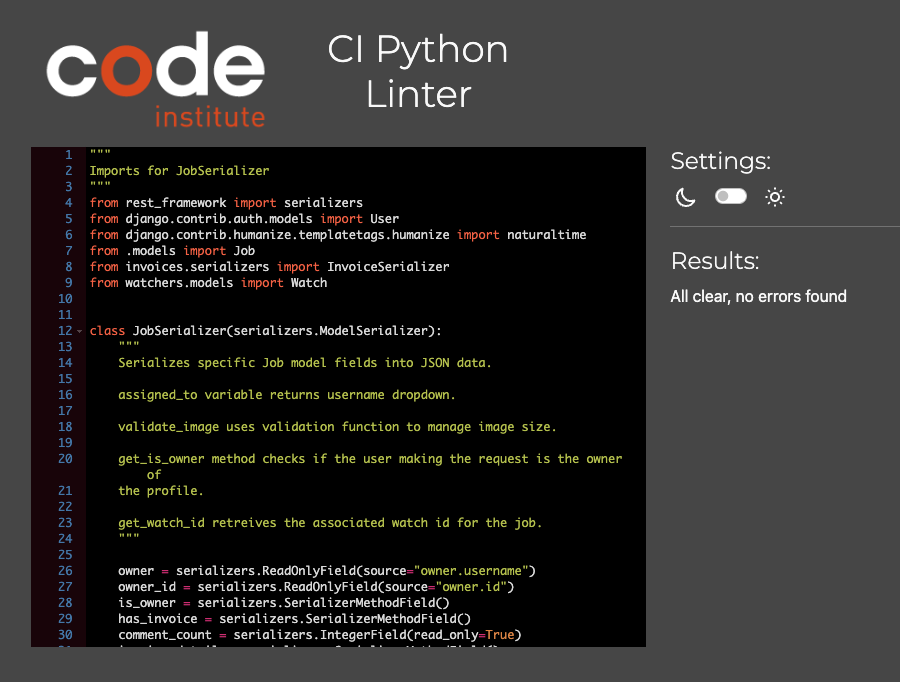 code
institute
CI Python
Linter
1 """
2 Imports for JobSerializer
3 """
4 from rest_framework import serializers
5 from django.contrib.auth.models import User
6 from django.contrib.humanize.templatetags.humanize import naturaltime
7 from .models import Job
8 from invoices.serializers import InvoiceSerializer
9 from watchers.models import Watch
10
11
12 class JobSerializer(serializers.ModelSerializer):
13 """
14 Serializes specific Job model fields into JSON data.
15
16 assigned_to variable returns username dropdown.
17
18 validate_image uses validation function to manage image size.
19
20 get_is_owner method checks if the user making the request is the owner
of
21 the profile.
22
23 get_watch_id retreives the associated watch id for the job.
24 """
25
26 owner = serializers.ReadOnlyField(source="owner.username")
27 owner_id = serializers.ReadOnlyField(source="owner.id")
28 is_owner = serializers.SerializerMethodField()
29 has_invoice = serializers.SerializerMethodField()
30 comment_count = serializers.IntegerField(read_only=True)
Settings:
Results:
All clear, no errors found